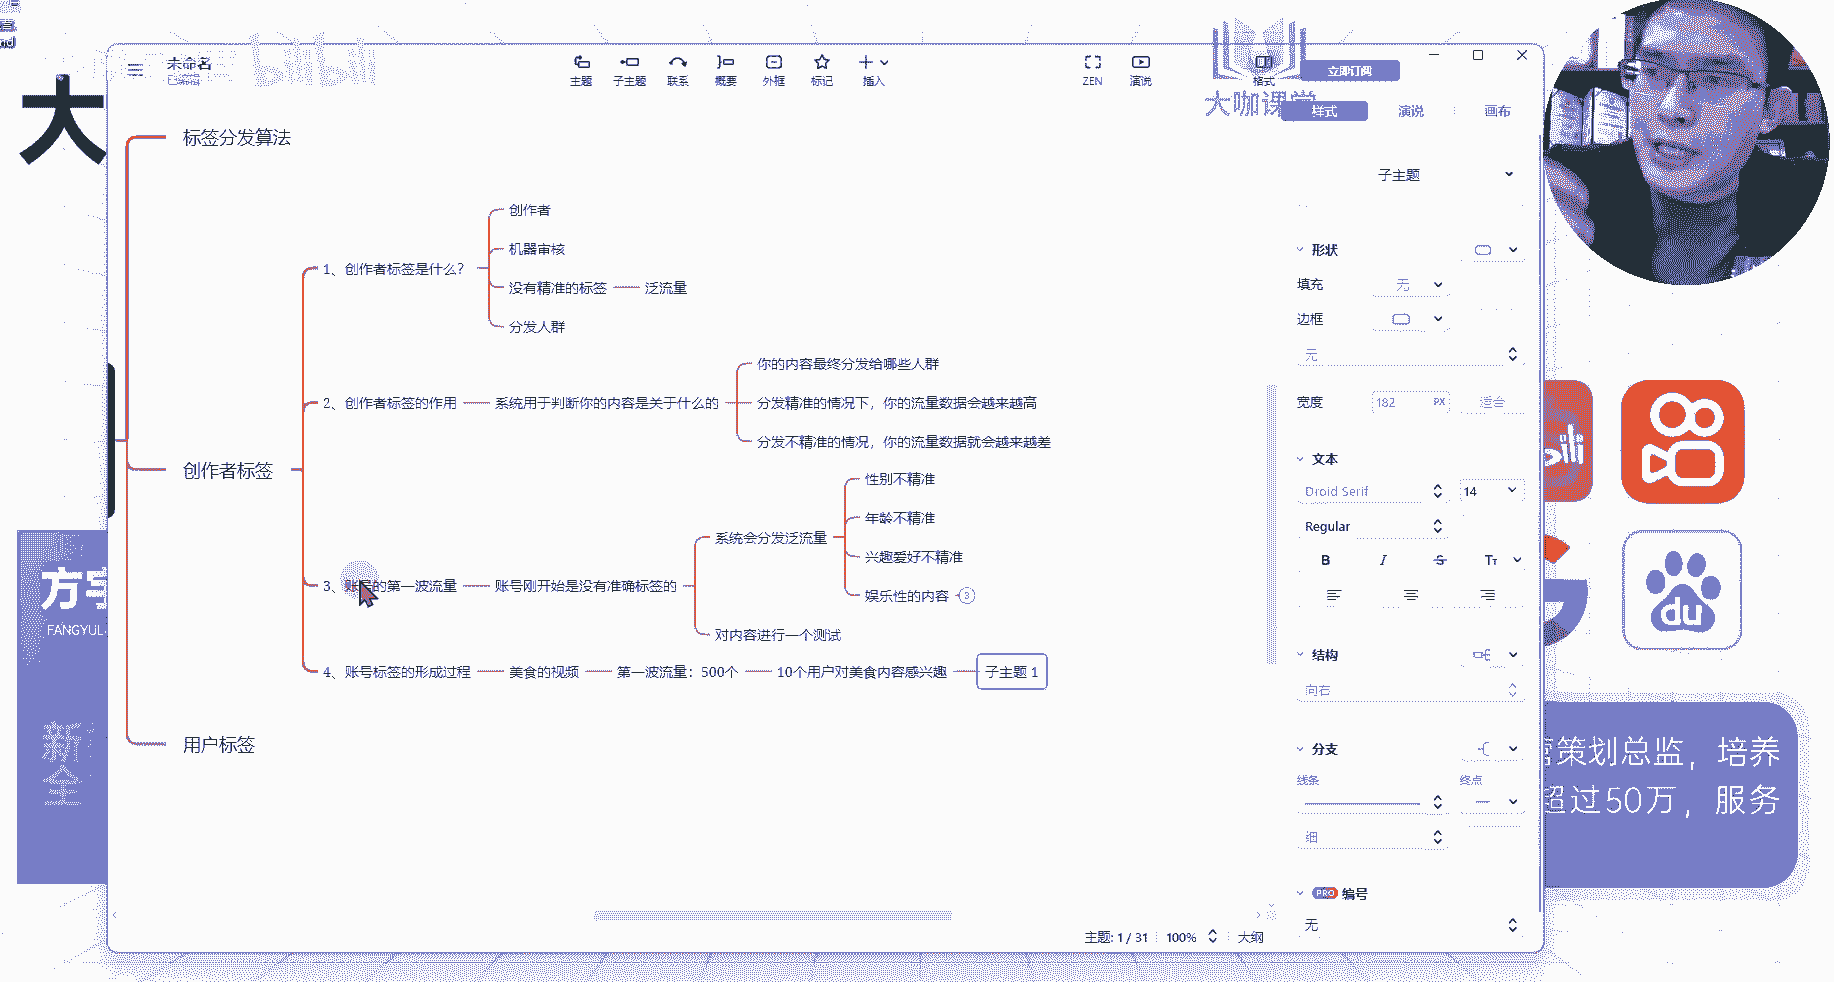 nd
大
未命名
已编辑
bilibili
主题
子主题
联系
概要
外框
标记
插入
ZEN
演说
格式
立即订阅
大咖课堂
样式
演说
画布
标签分发算法
子主题
创作者
机器审核
1、创作者标签是什么?
没有精准的标签
泛流量
分发人群
形状
填充
无
边框
无
你的内容最终分发给哪些人群
2、创作者标签的作用
系统用于判断你的内容是关于什么的
分发精准的情况下，你的流量数据会越来越高
分发不精准的情况，你的流量数据就会越来越差
宽度
182
PX
适合
创作者标签
文本
Droid Serif
14
Regular
B
I
S
Tт
性别不精准
年龄不精准
系统会分发泛流量
兴趣爱好不精准
3、账号的第一波流量
账号刚开始是没有准确标签的
娱乐性的内容
3
对内容进行一个测试
4、账号标签的形成过程
美食的视频
第一波流量：500个
10个用户对美食内容感兴趣
子主题 1
结构
向右
用户标签
分支
线条
终点
细
PRO
编号
无
主题: 1 / 31
100%
大纲
方
FANGYU
新
全
du
策划总监，培养
超过50万，服务